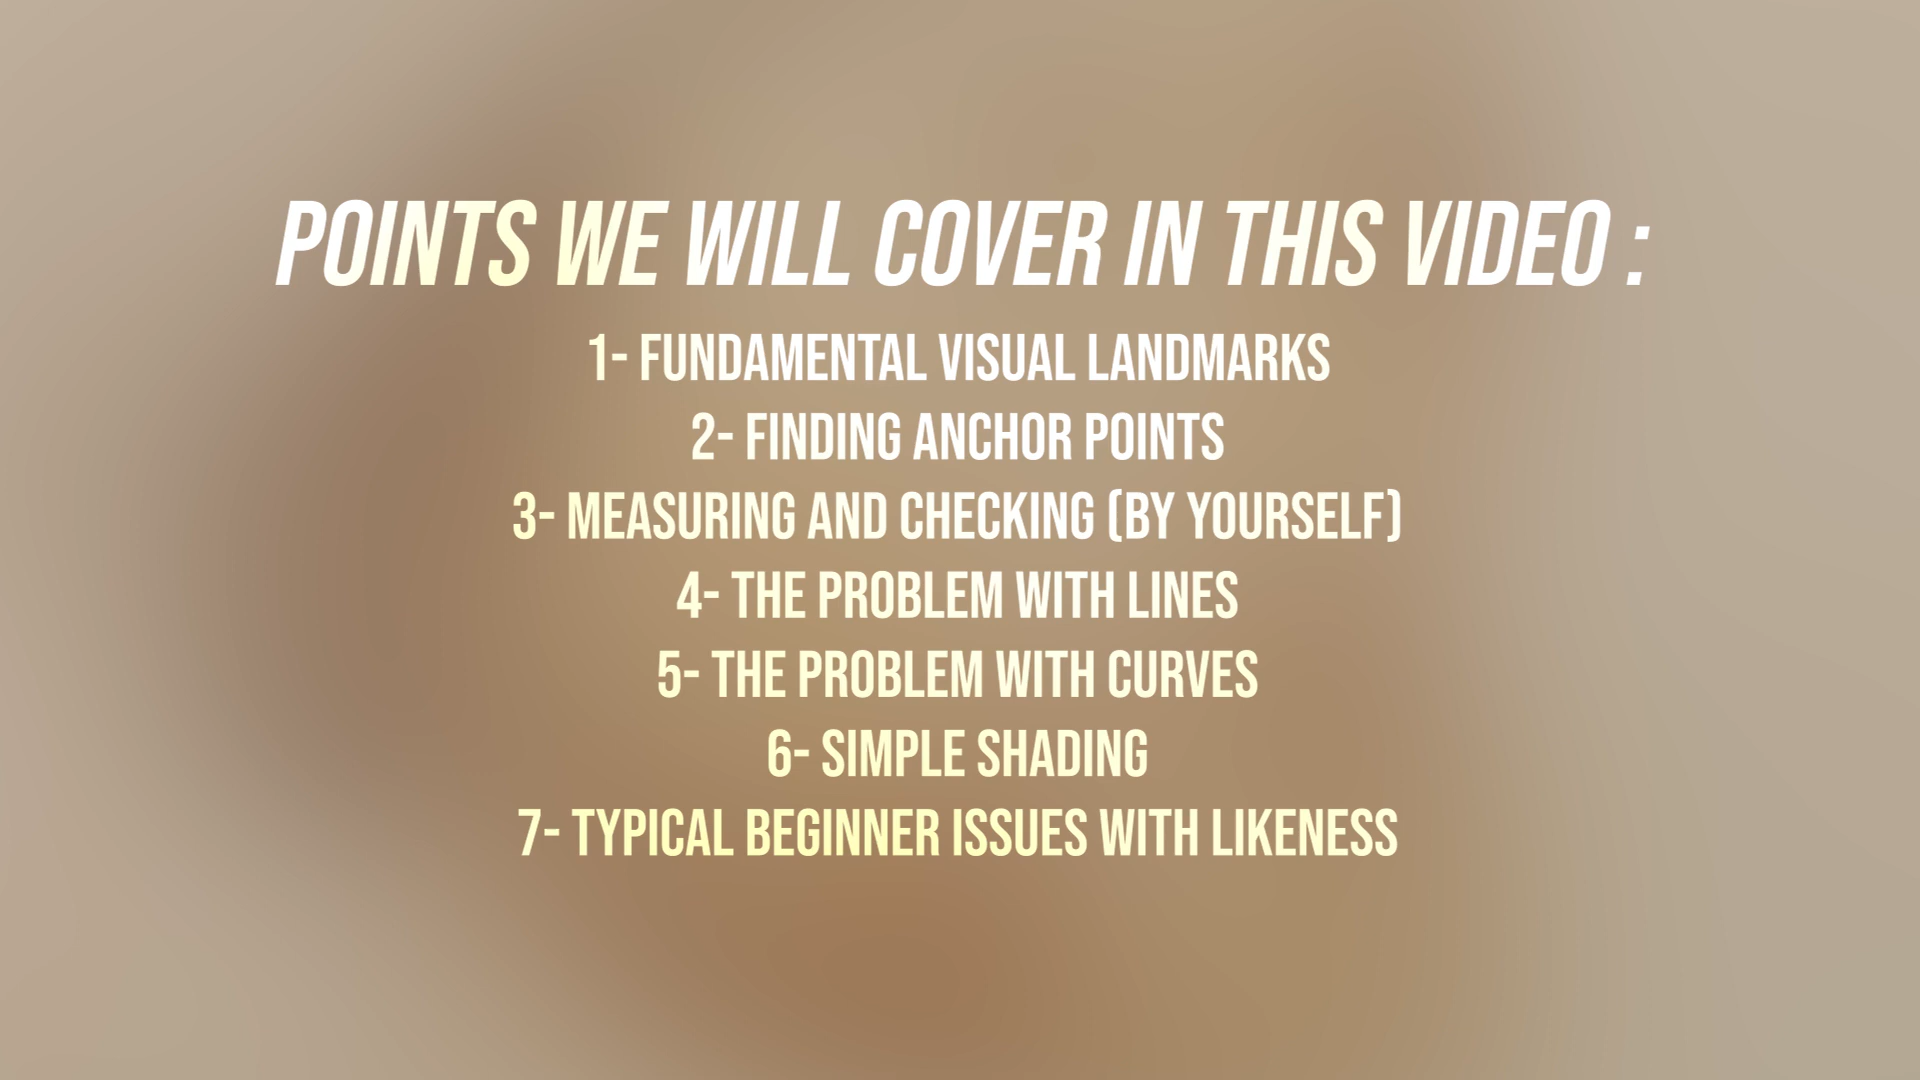 POINTS WE WILL COVER IN THIS VIDEO :
1- FUNDAMENTAL VISUAL LANDMARKS
2- FINDING ANCHOR POINTS
3- MEASURING AND CHECKING (BY YOURSELF)
4- THE PROBLEM WITH LINES
5- THE PROBLEM WITH CURVES
6- SIMPLE SHADING
7- TYPICAL BEGINNER ISSUES WITH LIKENESS